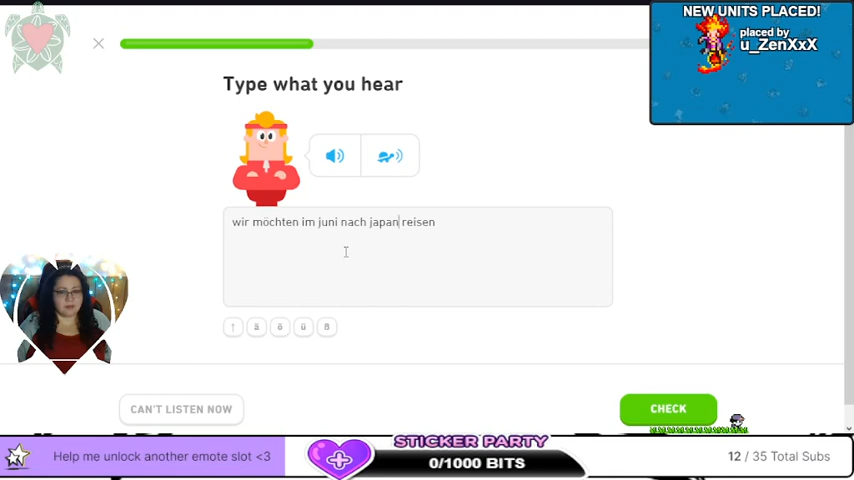 NEW UNITS PLACED!
placed by
u_ZenXxX
Type what you hear
wir möchten im juni nach japan reisen
↑ ä ö ü ß
CAN'T LISTEN NOW
CHECK
Help me unlock another emote slot <3
STICKER PARTY
0/1000 BITS
12 / 35 Total Subs